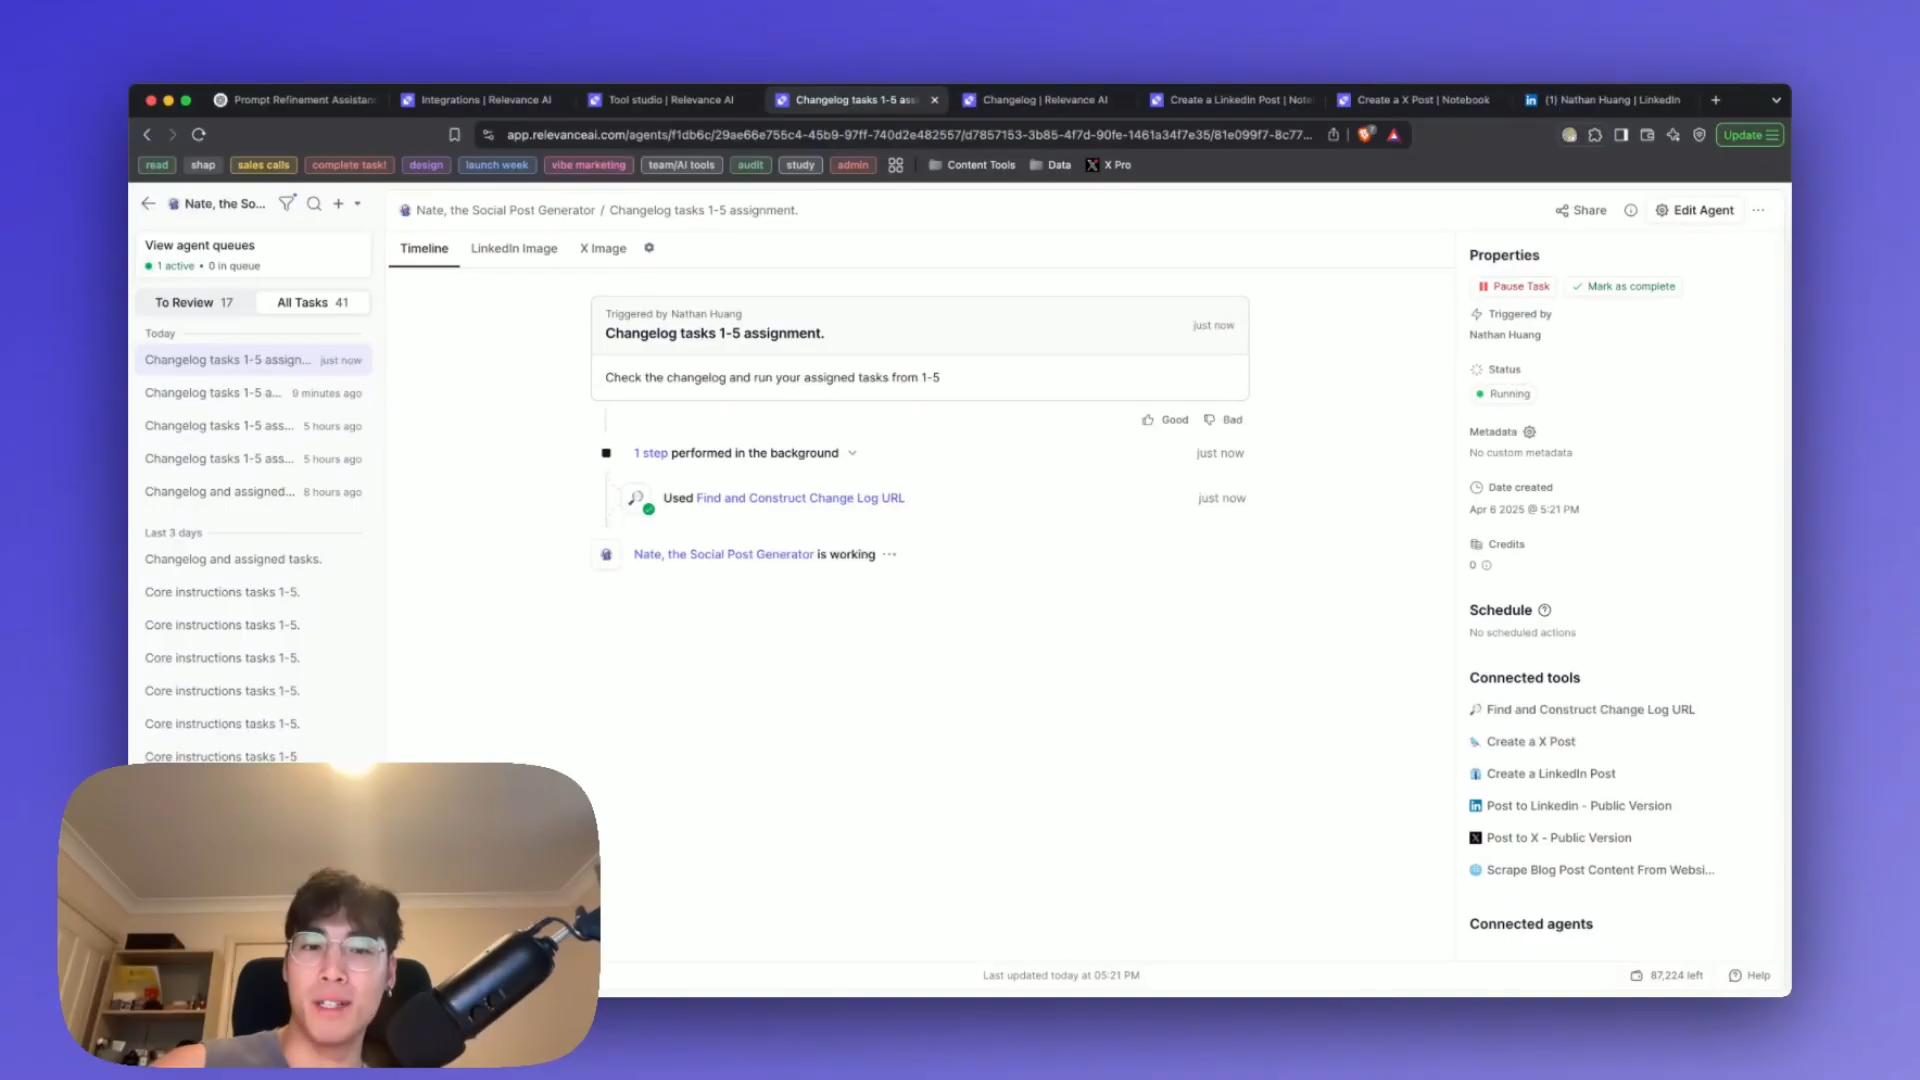 Prompt Refinement Assistan
Integrations | Relevance AI
Tool studio | Relevance AI
Changelog tasks 1-5 ass
Changelog | Relevance AI
Create a LinkedIn Post | Note
Create a X Post | Notebook
(1) Nathan Huang | LinkedIn
app.relevanceai.com/agents/f1db6c/29ae66e755c4-45b9-97ff-740d2e482557/d7857153-3b85-4f7d-90fe-1461a34f7e35/81e099f7-8c77...
Update
read
shap
sales calls
complete task!
design
launch week
vibe marketing
team/AI tools
audit
study
admin
Content Tools
Data
X Pro
Nate, the So...
View agent queues
1 active • 0 in queue
To Review 17
All Tasks 41
Today
Changelog tasks 1-5 assign... just now
Changelog tasks 1-5 a... 9 minutes ago
Changelog tasks 1-5 ass... 5 hours ago
Changelog tasks 1-5 ass... 5 hours ago
Changelog and assigned... 8 hours ago
Last 3 days
Changelog and assigned tasks.
Core instructions tasks 1-5.
Core instructions tasks 1-5.
Core instructions tasks 1-5.
Core instructions tasks 1-5.
Core instructions tasks 1-5.
Core instructions tasks 1-5
Nate, the Social Post Generator / Changelog tasks 1-5 assignment.
Share
Edit Agent
Timeline
LinkedIn Image
X Image
Triggered by Nathan Huang
Changelog tasks 1-5 assignment.
just now
Check the changelog and run your assigned tasks from 1-5
Good
Bad
1 step performed in the background
just now
Used Find and Construct Change Log URL
just now
Nate, the Social Post Generator is working
Last updated today at 05:21 PM
Properties
Pause Task
Mark as complete
Triggered by
Nathan Huang
Status
Running
Metadata
No custom metadata
Date created
Apr 6 2025 @ 5:21 PM
Credits
0
Schedule
No scheduled actions
Connected tools
Find and Construct Change Log URL
Create a X Post
Create a LinkedIn Post
Post to Linkedin - Public Version
Post to X - Public Version
Scrape Blog Post Content From Websi...
Connected agents
87,224 left
Help